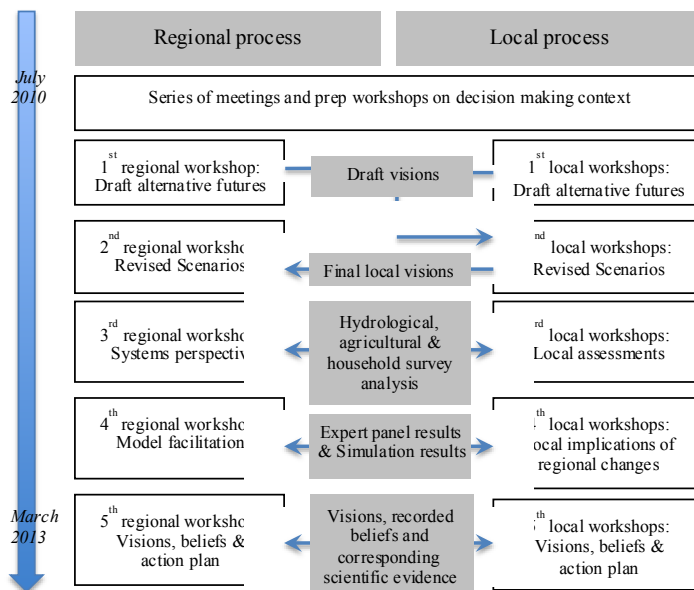 Regional process
Local process
July
2010
Series of meetings and prep workshops on decision making context
1st regional workshop:
Draft alternative futures
Draft visions
1st local workshops:
Draft alternative futures
2nd regional worksho
Revised Scenarios
Final local visions
nd local workshops:
Revised Scenarios
3rd regional worksho
Systems perspectiv
Hydrological,
agricultural &
household survey
analysis
rd local workshops:
Local assessments
4th regional worksho
Model facilitation
Expert panel results
& Simulation results
th local workshops:
ocal implications of
regional changes
March
2013
5th regional worksho
Visions, beliefs &
action plan
Visions, recorded
beliefs and
corresponding
scientific evidence
th local workshops:
Visions, beliefs &
action plan